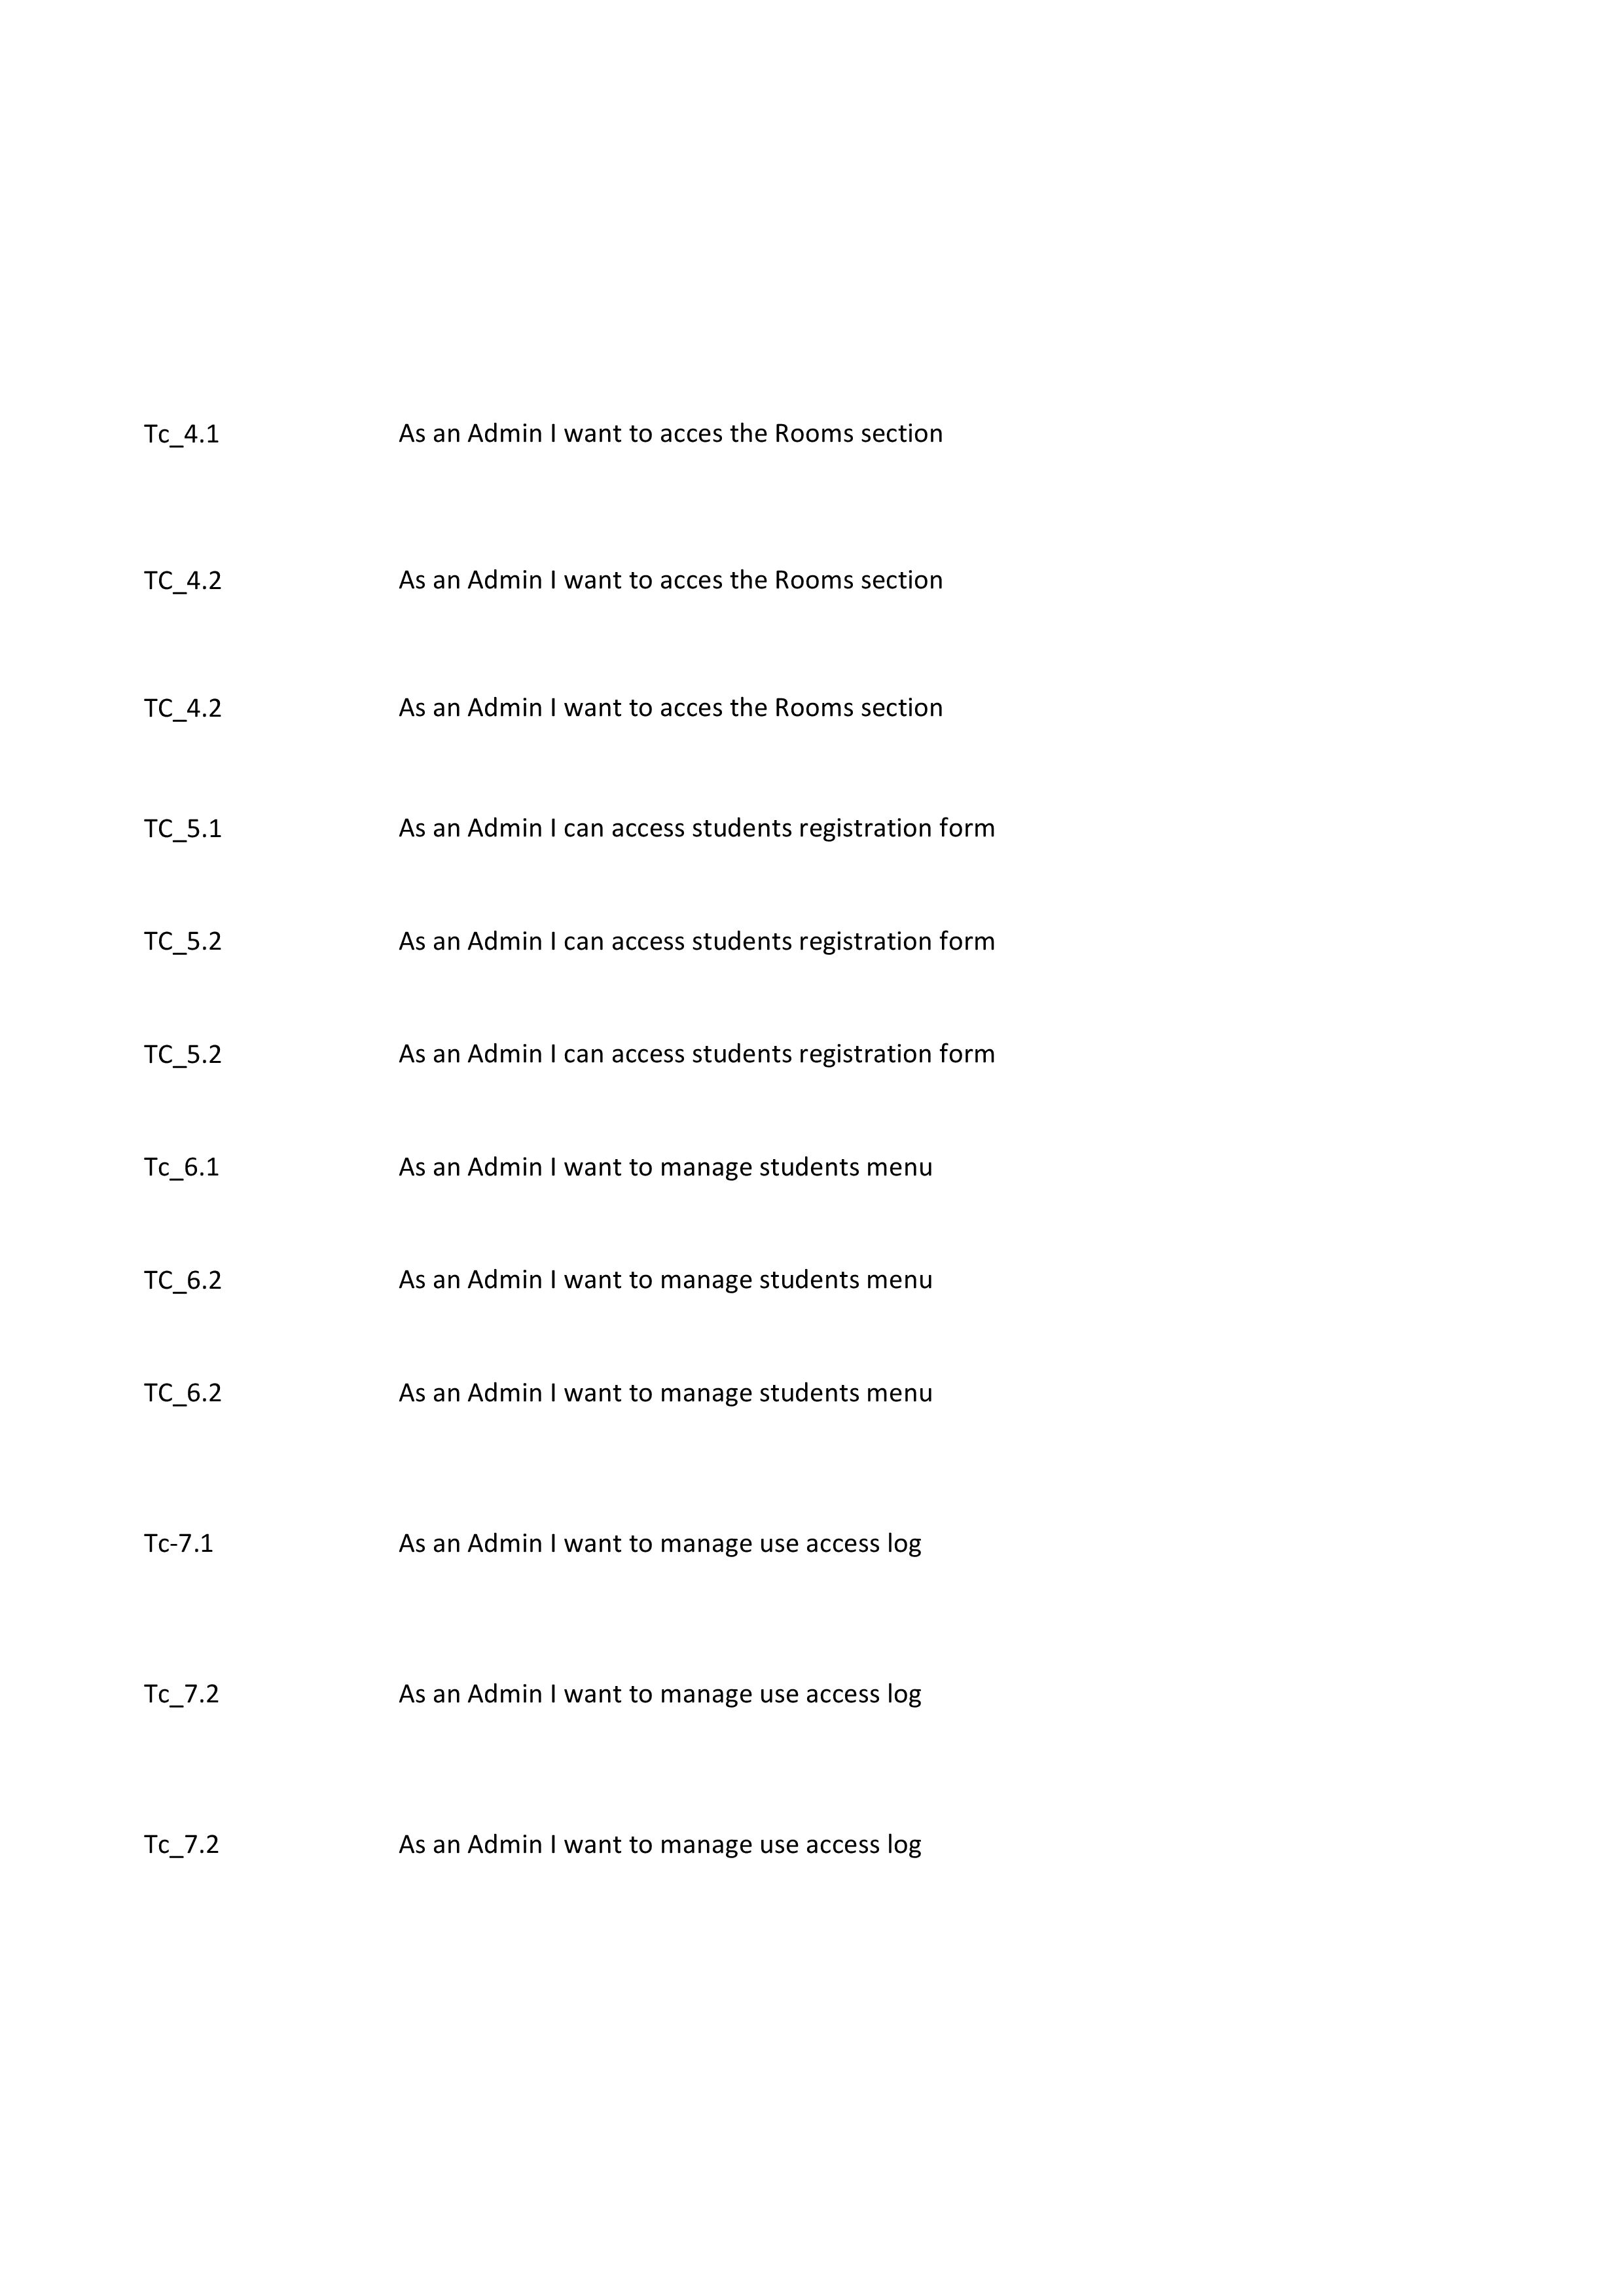 Tc_4.1 As an Admin I want to acces the Rooms section
TC_4.2 As an Admin I want to acces the Rooms section
TC_4.2 As an Admin I want to acces the Rooms section
TC_5.1 As an Admin I can access students registration form
TC_5.2 As an Admin I can access students registration form
TC_5.2 As an Admin I can access students registration form
Tc_6.1 As an Admin I want to manage students menu
TC_6.2 As an Admin I want to manage students menu
TC_6.2 As an Admin I want to manage students menu
Tc-7.1 As an Admin I want to manage use access log
Tc_7.2 As an Admin I want to manage use access log
Tc_7.2 As an Admin I want to manage use access log